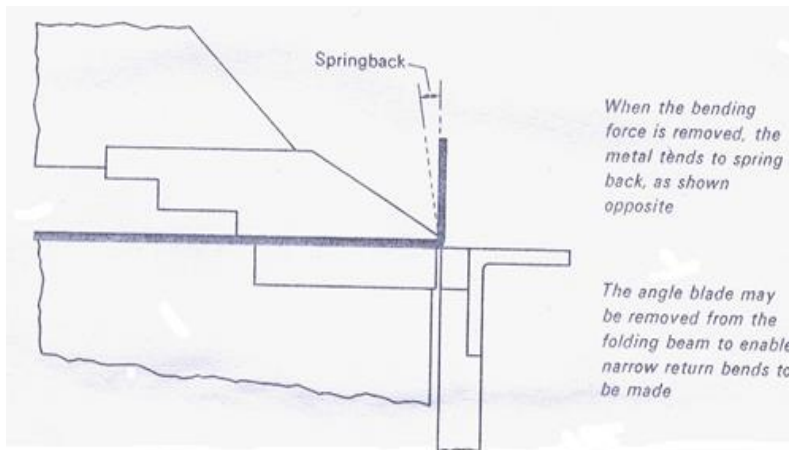 Springback
When the bending
force is removed, the
metal tends to spring
back, as shown
opposite
The angle blade may
be removed from the
folding beam to enable
narrow return bends to
be made